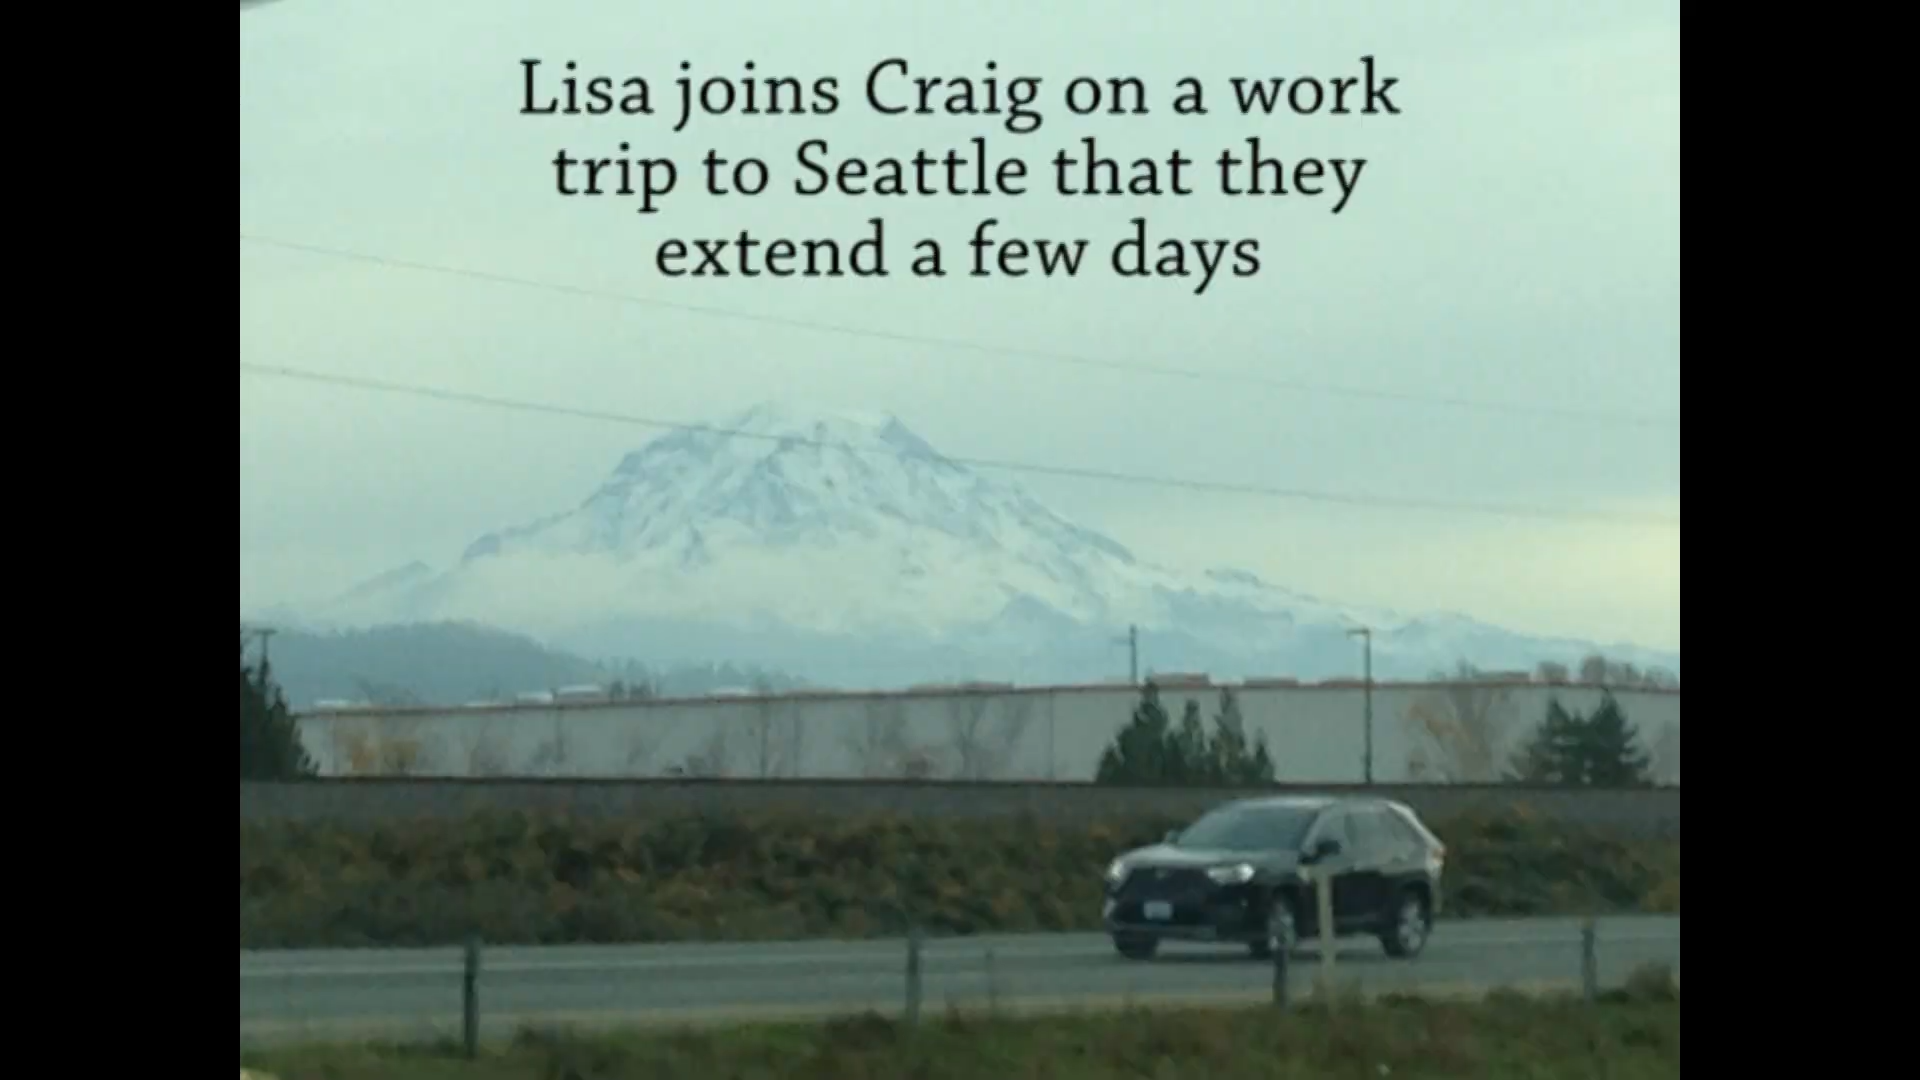 Lisa joins Craig on a work
trip to Seattle that they
extend a few days